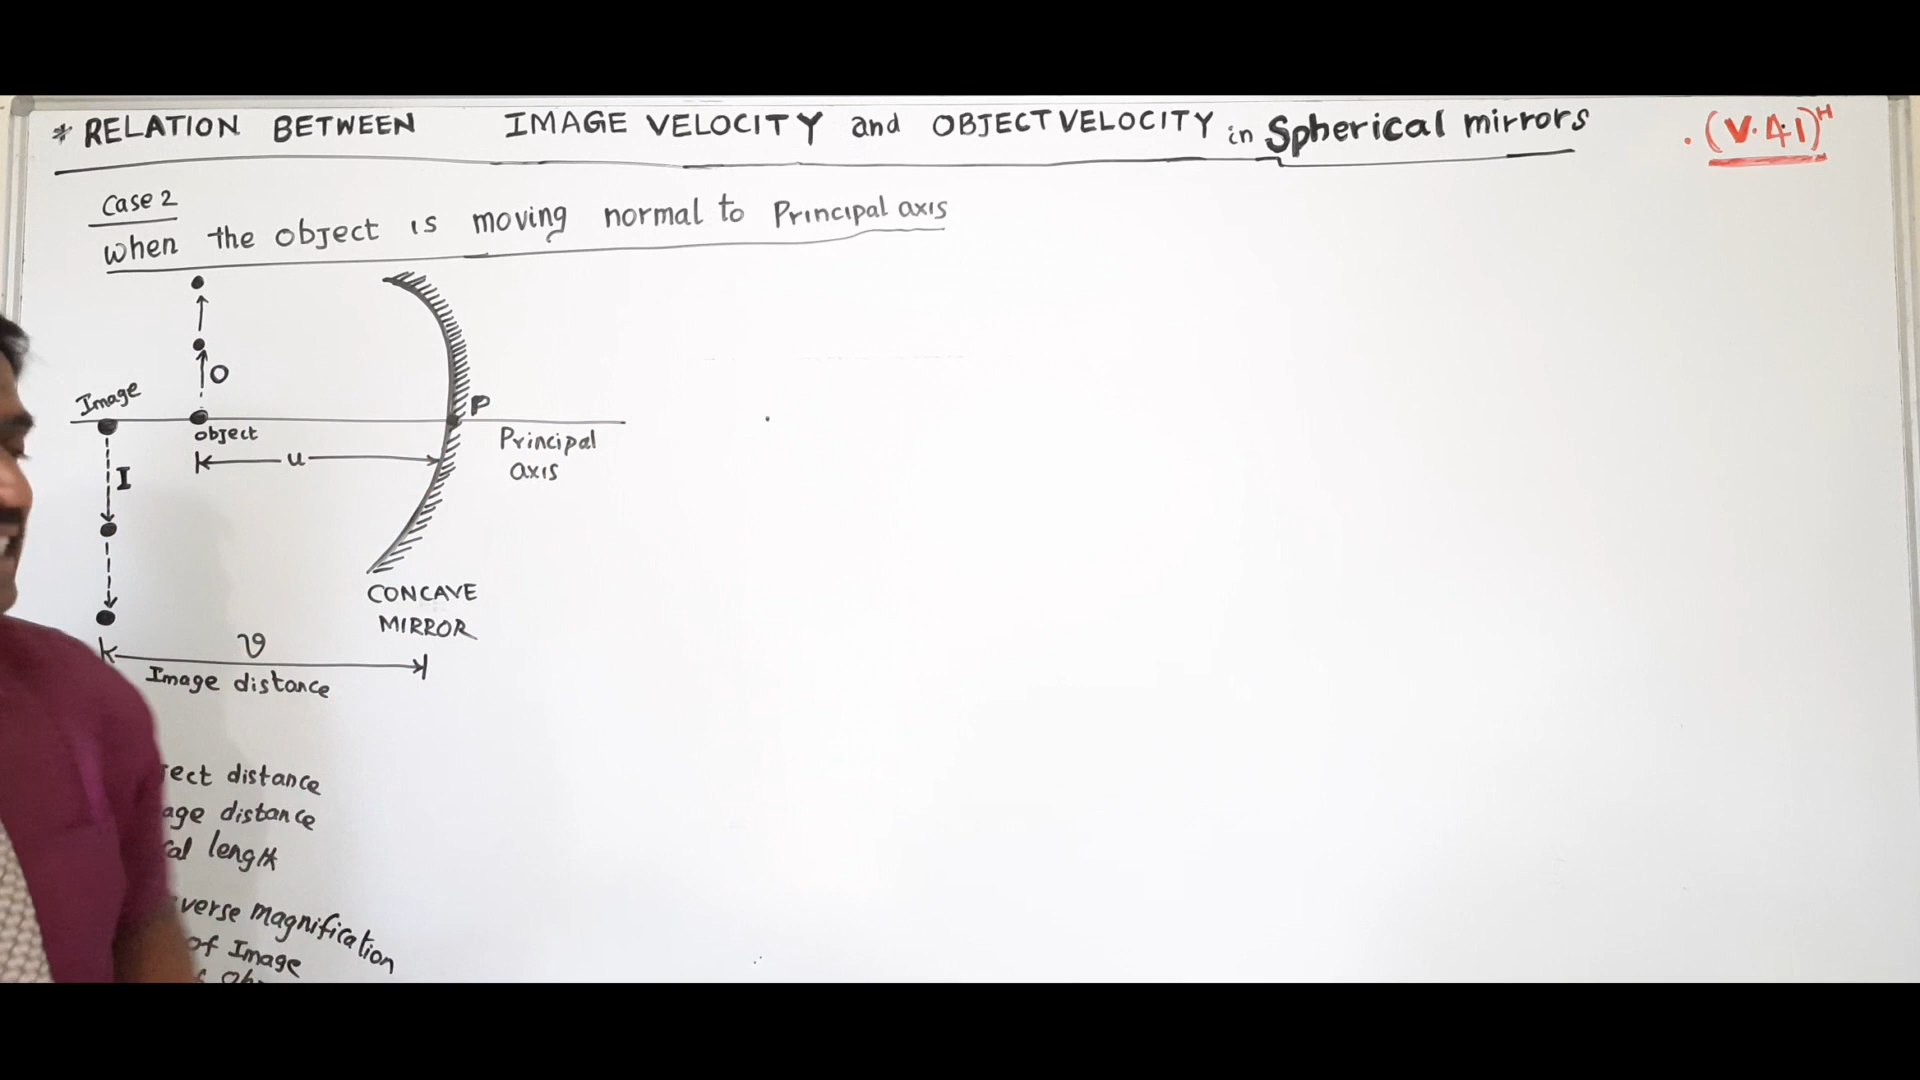 * RELATION BETWEEN IMAGE VELOCITY and OBJECT VELOCITY in Spherical mirrors
. (V.41)ᴴ
Case 2
when the object is moving normal to Principal axis
O
Image
P
object
Principal
axis
u
I
CONCAVE
MIRROR
v
Image distance
ect distance
age distance
cal length
verse magnification
of Image